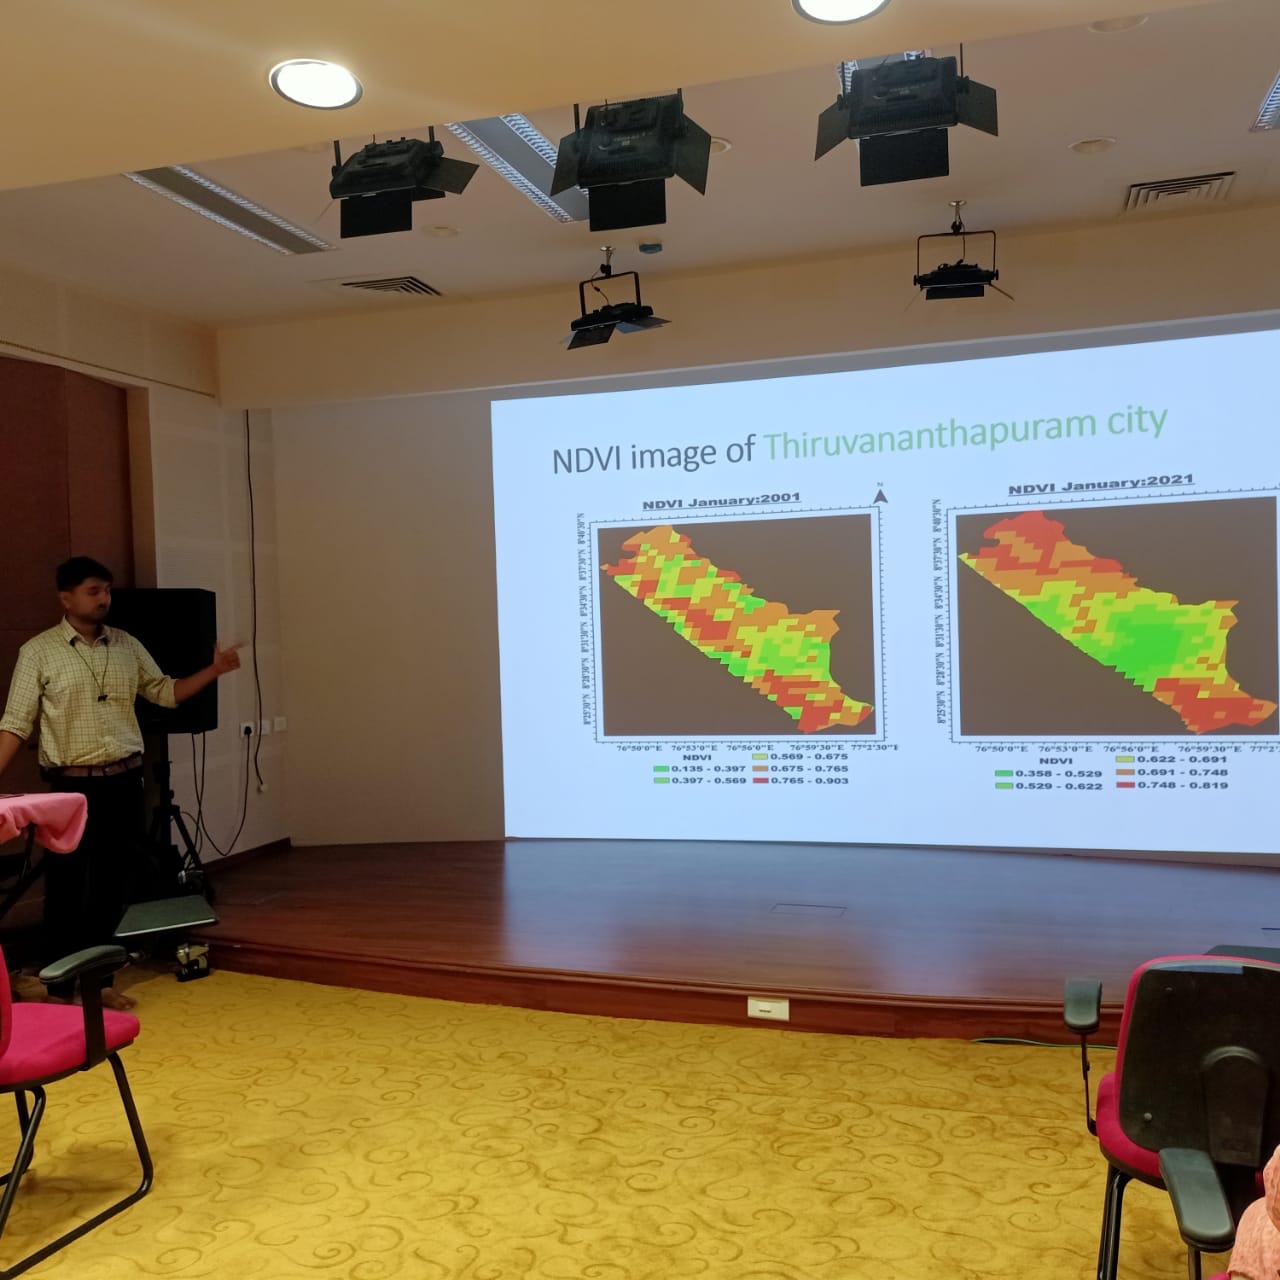 NDVI image of Thiruvananthapuram city
NDVI January:2001
N
NDVI January:2021
76°50'0"E 76°53'0"E 76°56'0"E 76°59'30"E 77°2'30"E
NDVI
0.135 - 0.397
0.397 - 0.569
0.569 - 0.675
0.675 - 0.765
0.765 - 0.903
76°50'0"E 76°53'0"E 76°56'0"E 76°59'30"E
NDVI
0.358 - 0.529
0.529 - 0.622
0.622 - 0.691
0.691 - 0.748
0.748 - 0.819